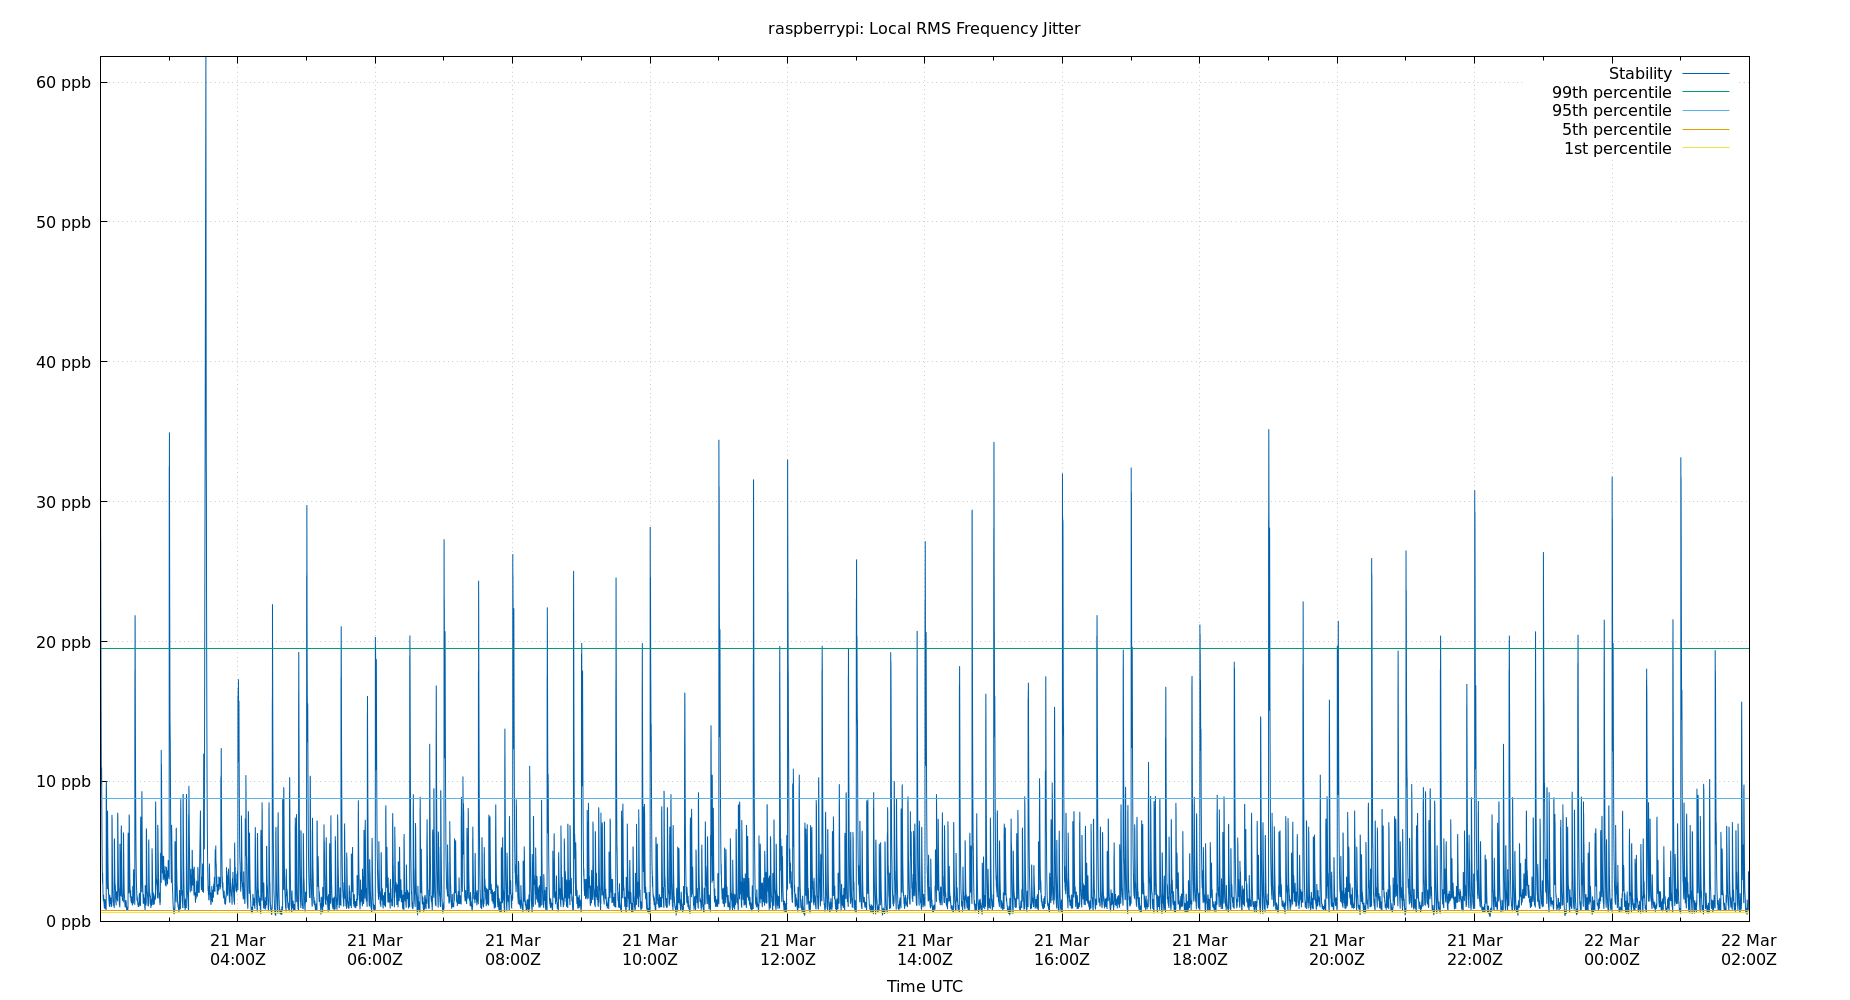 raspberrypi: Local RMS Frequency Jitter
60 ppb
50 ppb
40 ppb
30 ppb
20 ppb
10 ppb
0 ppb
Stability
99th percentile
95th percentile
5th percentile
1st percentile
21 Mar 21 Mar 21 Mar 21 Mar 21 Mar 21 Mar 21 Mar 21 Mar 21 Mar 21 Mar 22 Mar 22 Mar
04:00Z 06:00Z 08:00Z 10:00Z 12:00Z 14:00Z 16:00Z 18:00Z 20:00Z 22:00Z 00:00Z 02:00Z
Time UTC